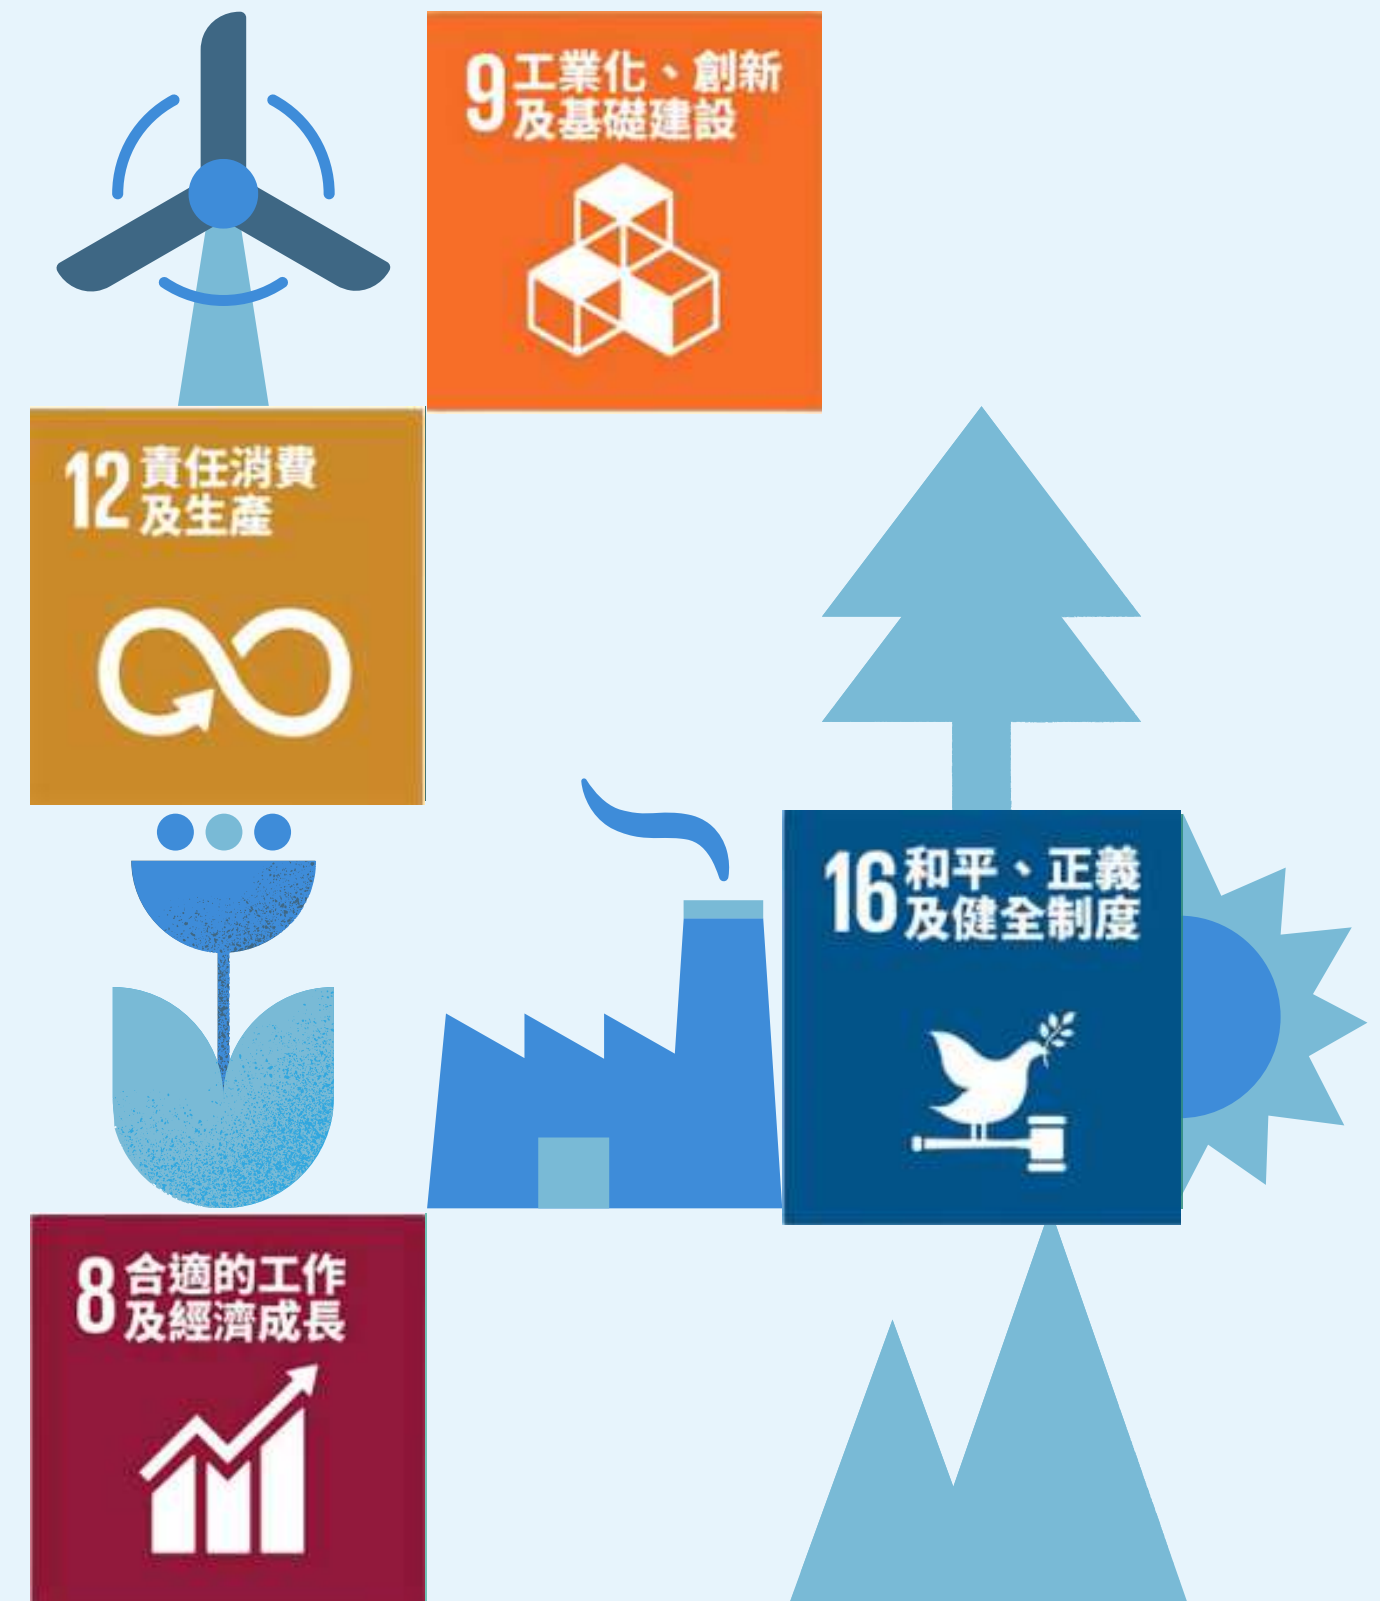 9 工業化、創新
及基礎建設
12 責任消費
及生產
16 和平、正義
及健全制度
8 合適的工作
及經濟成長